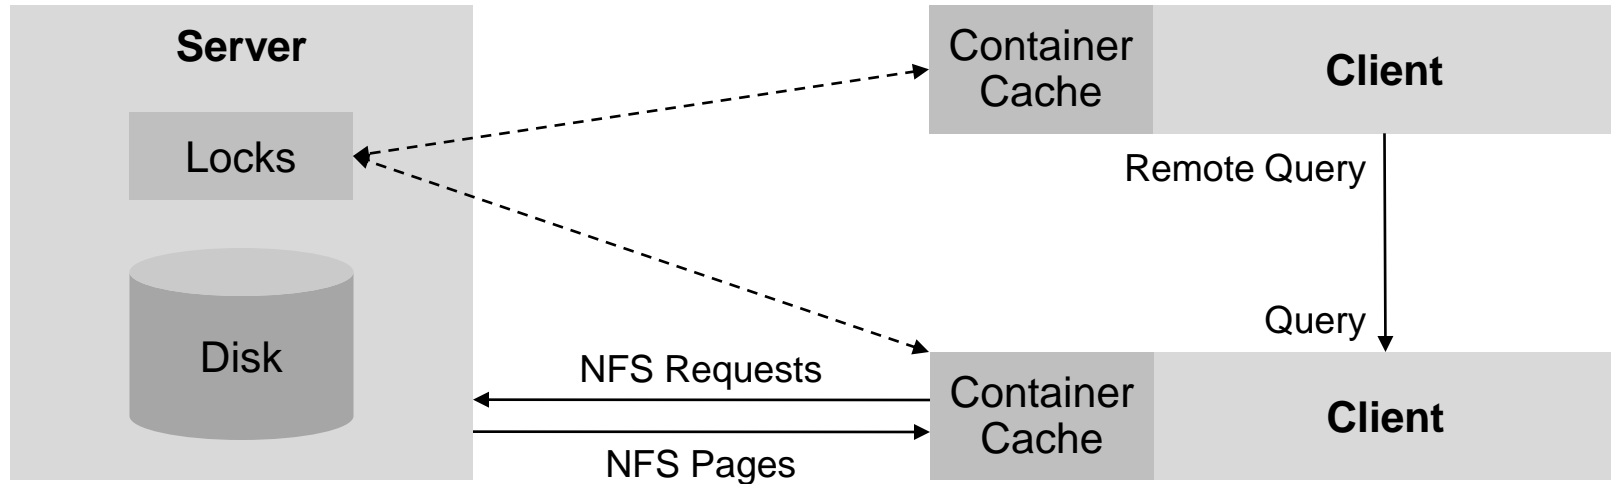 Server
Locks
Disk
Container
Cache
Client
Remote Query
Query
NFS Requests
NFS Pages
Container
Cache
Client